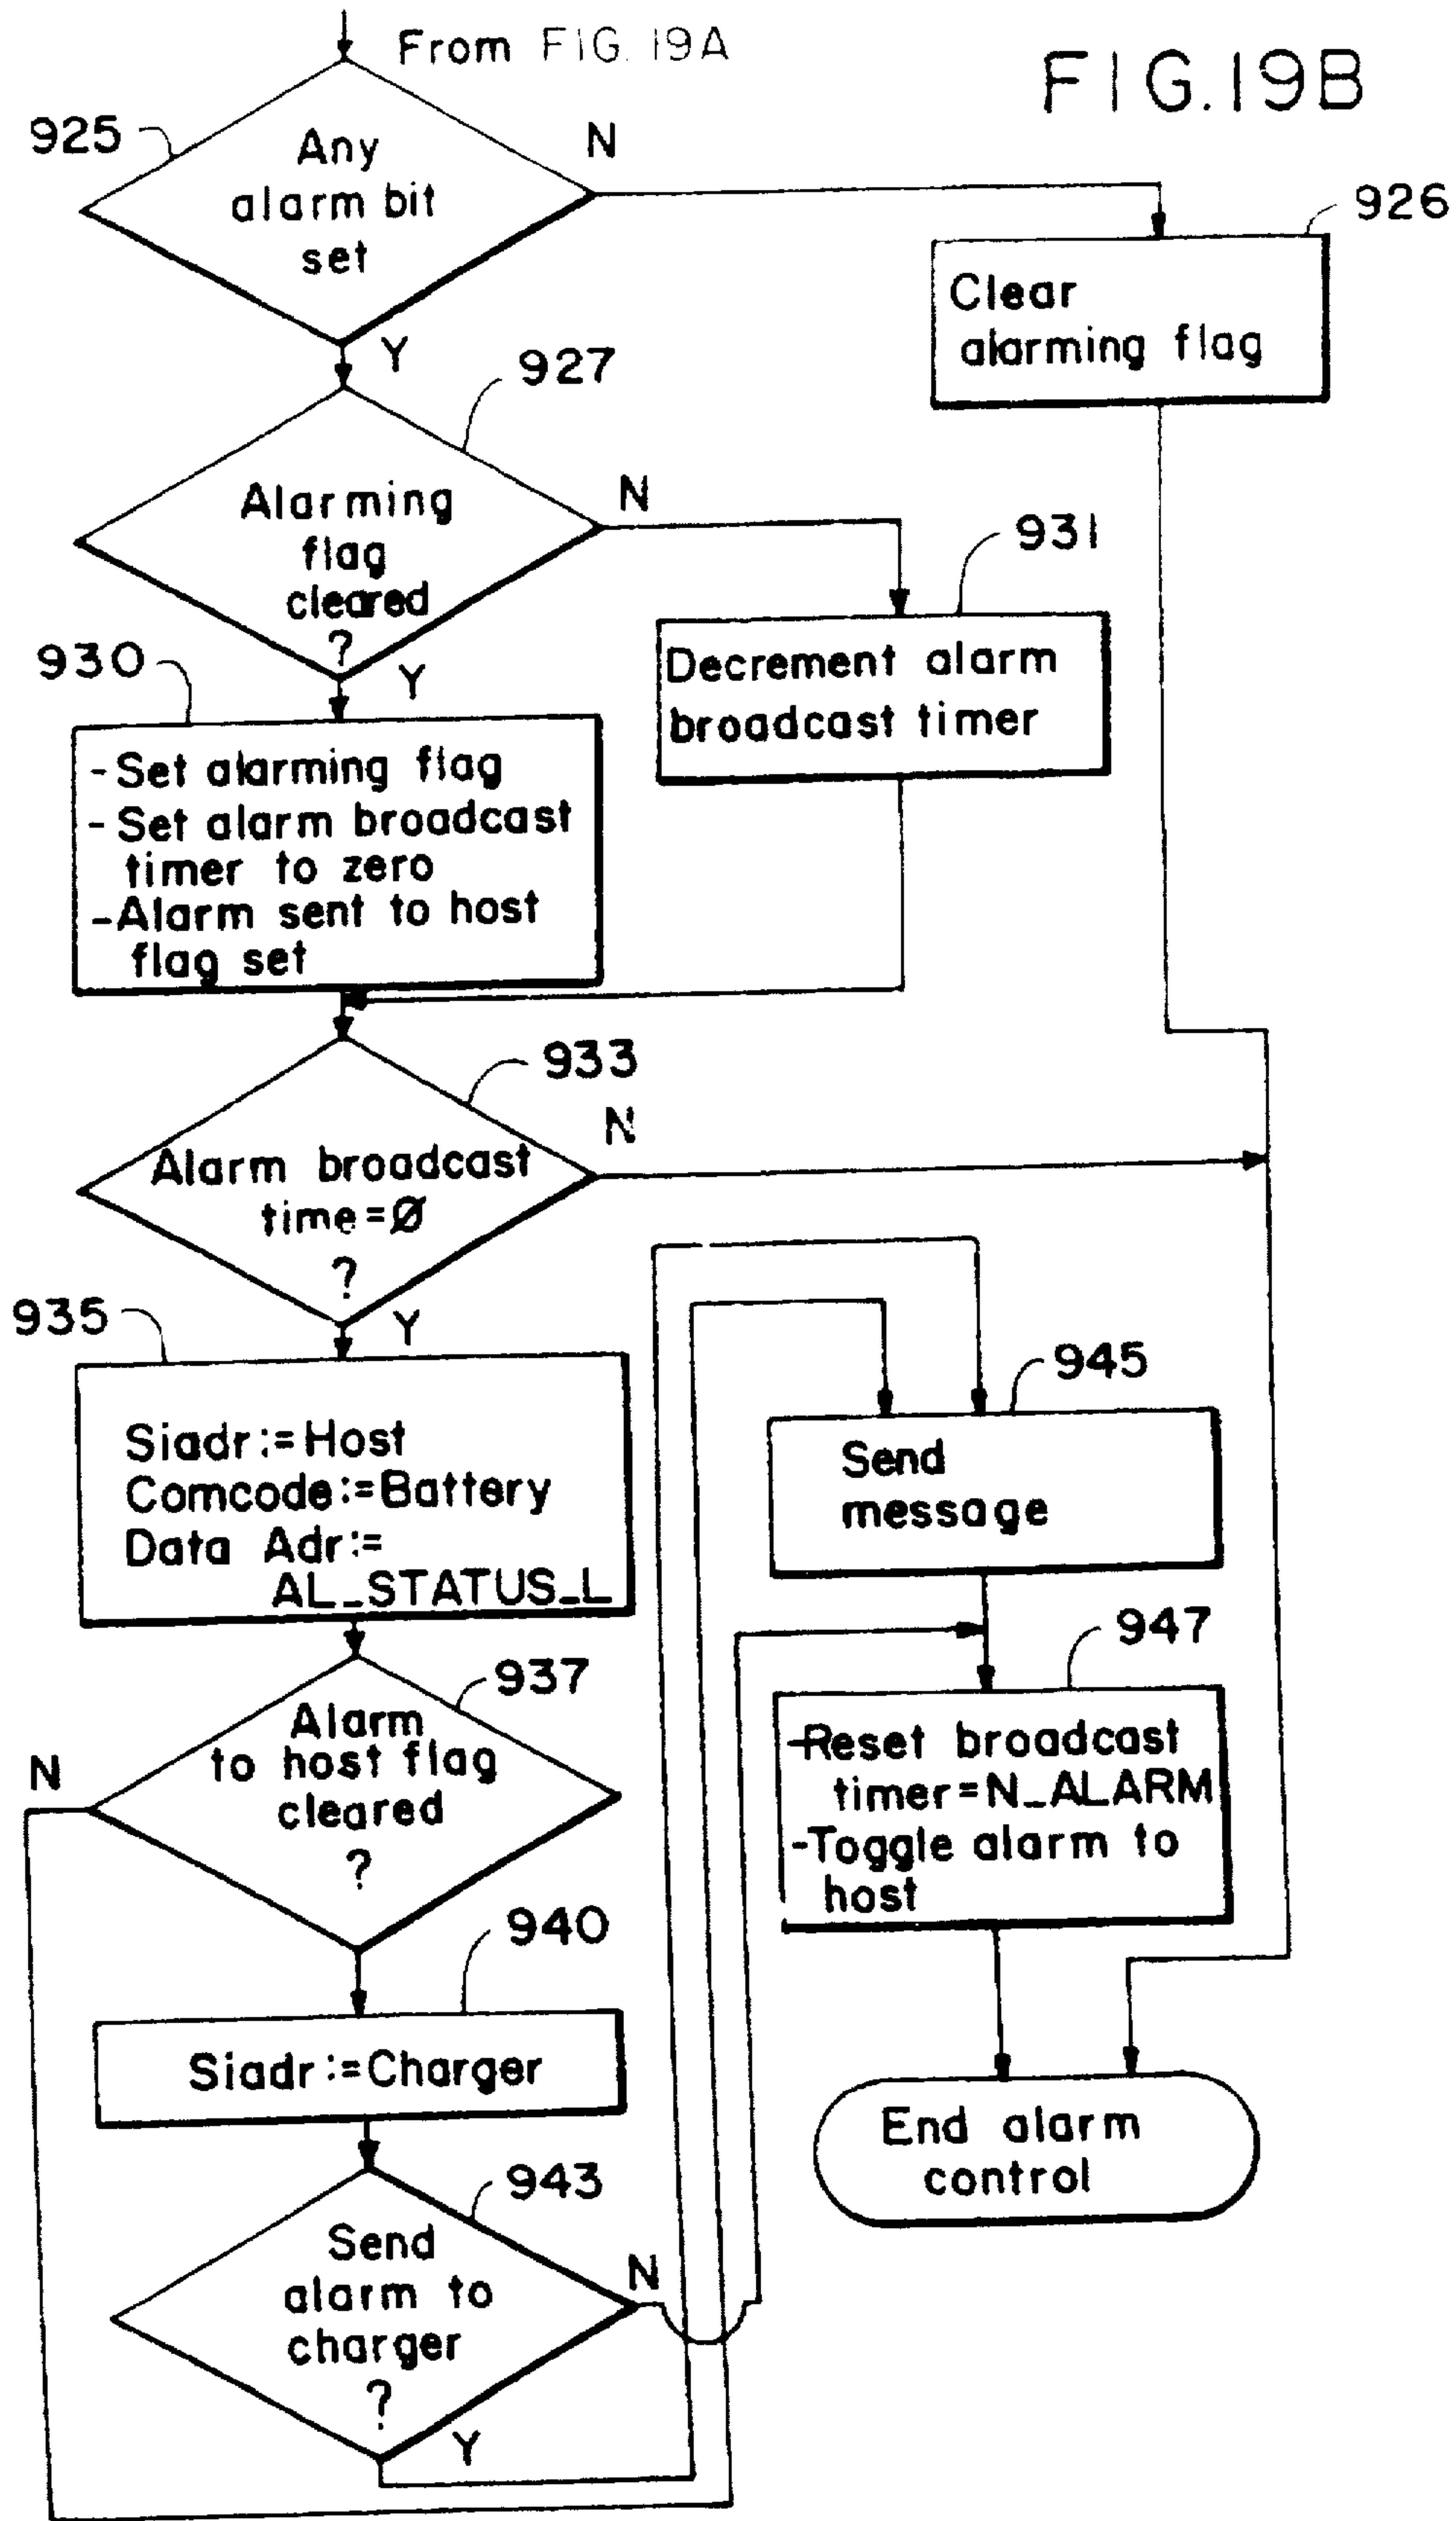 From FIG. 19A
FIG.19B
925
Any
alarm bit
set
N
Y
926
Clear
alarming flag
927
Alarming
flag
cleared
?
N
Y
931
Decrement alarm
broadcast timer
930
-Set alarming flag
-Set alarm broadcast
timer to zero
-Alarm sent to host
flag set
933
Alarm broadcast
time=Ø
?
N
Y
935
Siadr:=Host
Comcode:=Battery
Data Adr:=
AL_STATUS_L
945
Send
message
937
Alarm
to host flag
cleared
?
N
947
-Reset broadcast
timer=N_ALARM
-Toggle alarm to
host
940
Siadr:=Charger
943
Send
alarm to
charger
?
N
Y
End alarm
control